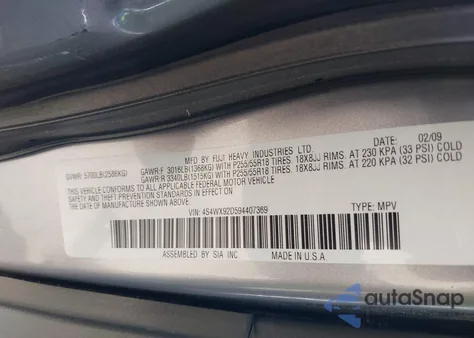 MFD. BY FUJI HEAVY INDUSTRIES LTD. DATE: 02/09
GVWR: 5700LB(2586KG) GAWR:F 3016LB(1368KG) WITH P255/55R18 TIRES. 18X8JJ RIMS. AT 230 KPA (33 PSI) COLD
GAWR:R 3340LB(1515KG) WITH P255/55R18 TIRES. 18X8JJ RIMS. AT 220 KPA (32 PSI) COLD
THIS VEHICLE CONFORMS TO ALL APPLICABLE FEDERAL MOTOR VEHICLE
SAFETY AND THEFT PREVENTION STANDARDS IN EFFECT ON
THE DATE OF MANUFACTURE SHOWN ABOVE.
VIN: 4S4WX92D594407369 TYPE: MPV
ASSEMBLED BY SIA INC MADE IN U.S.A.
autoSnap